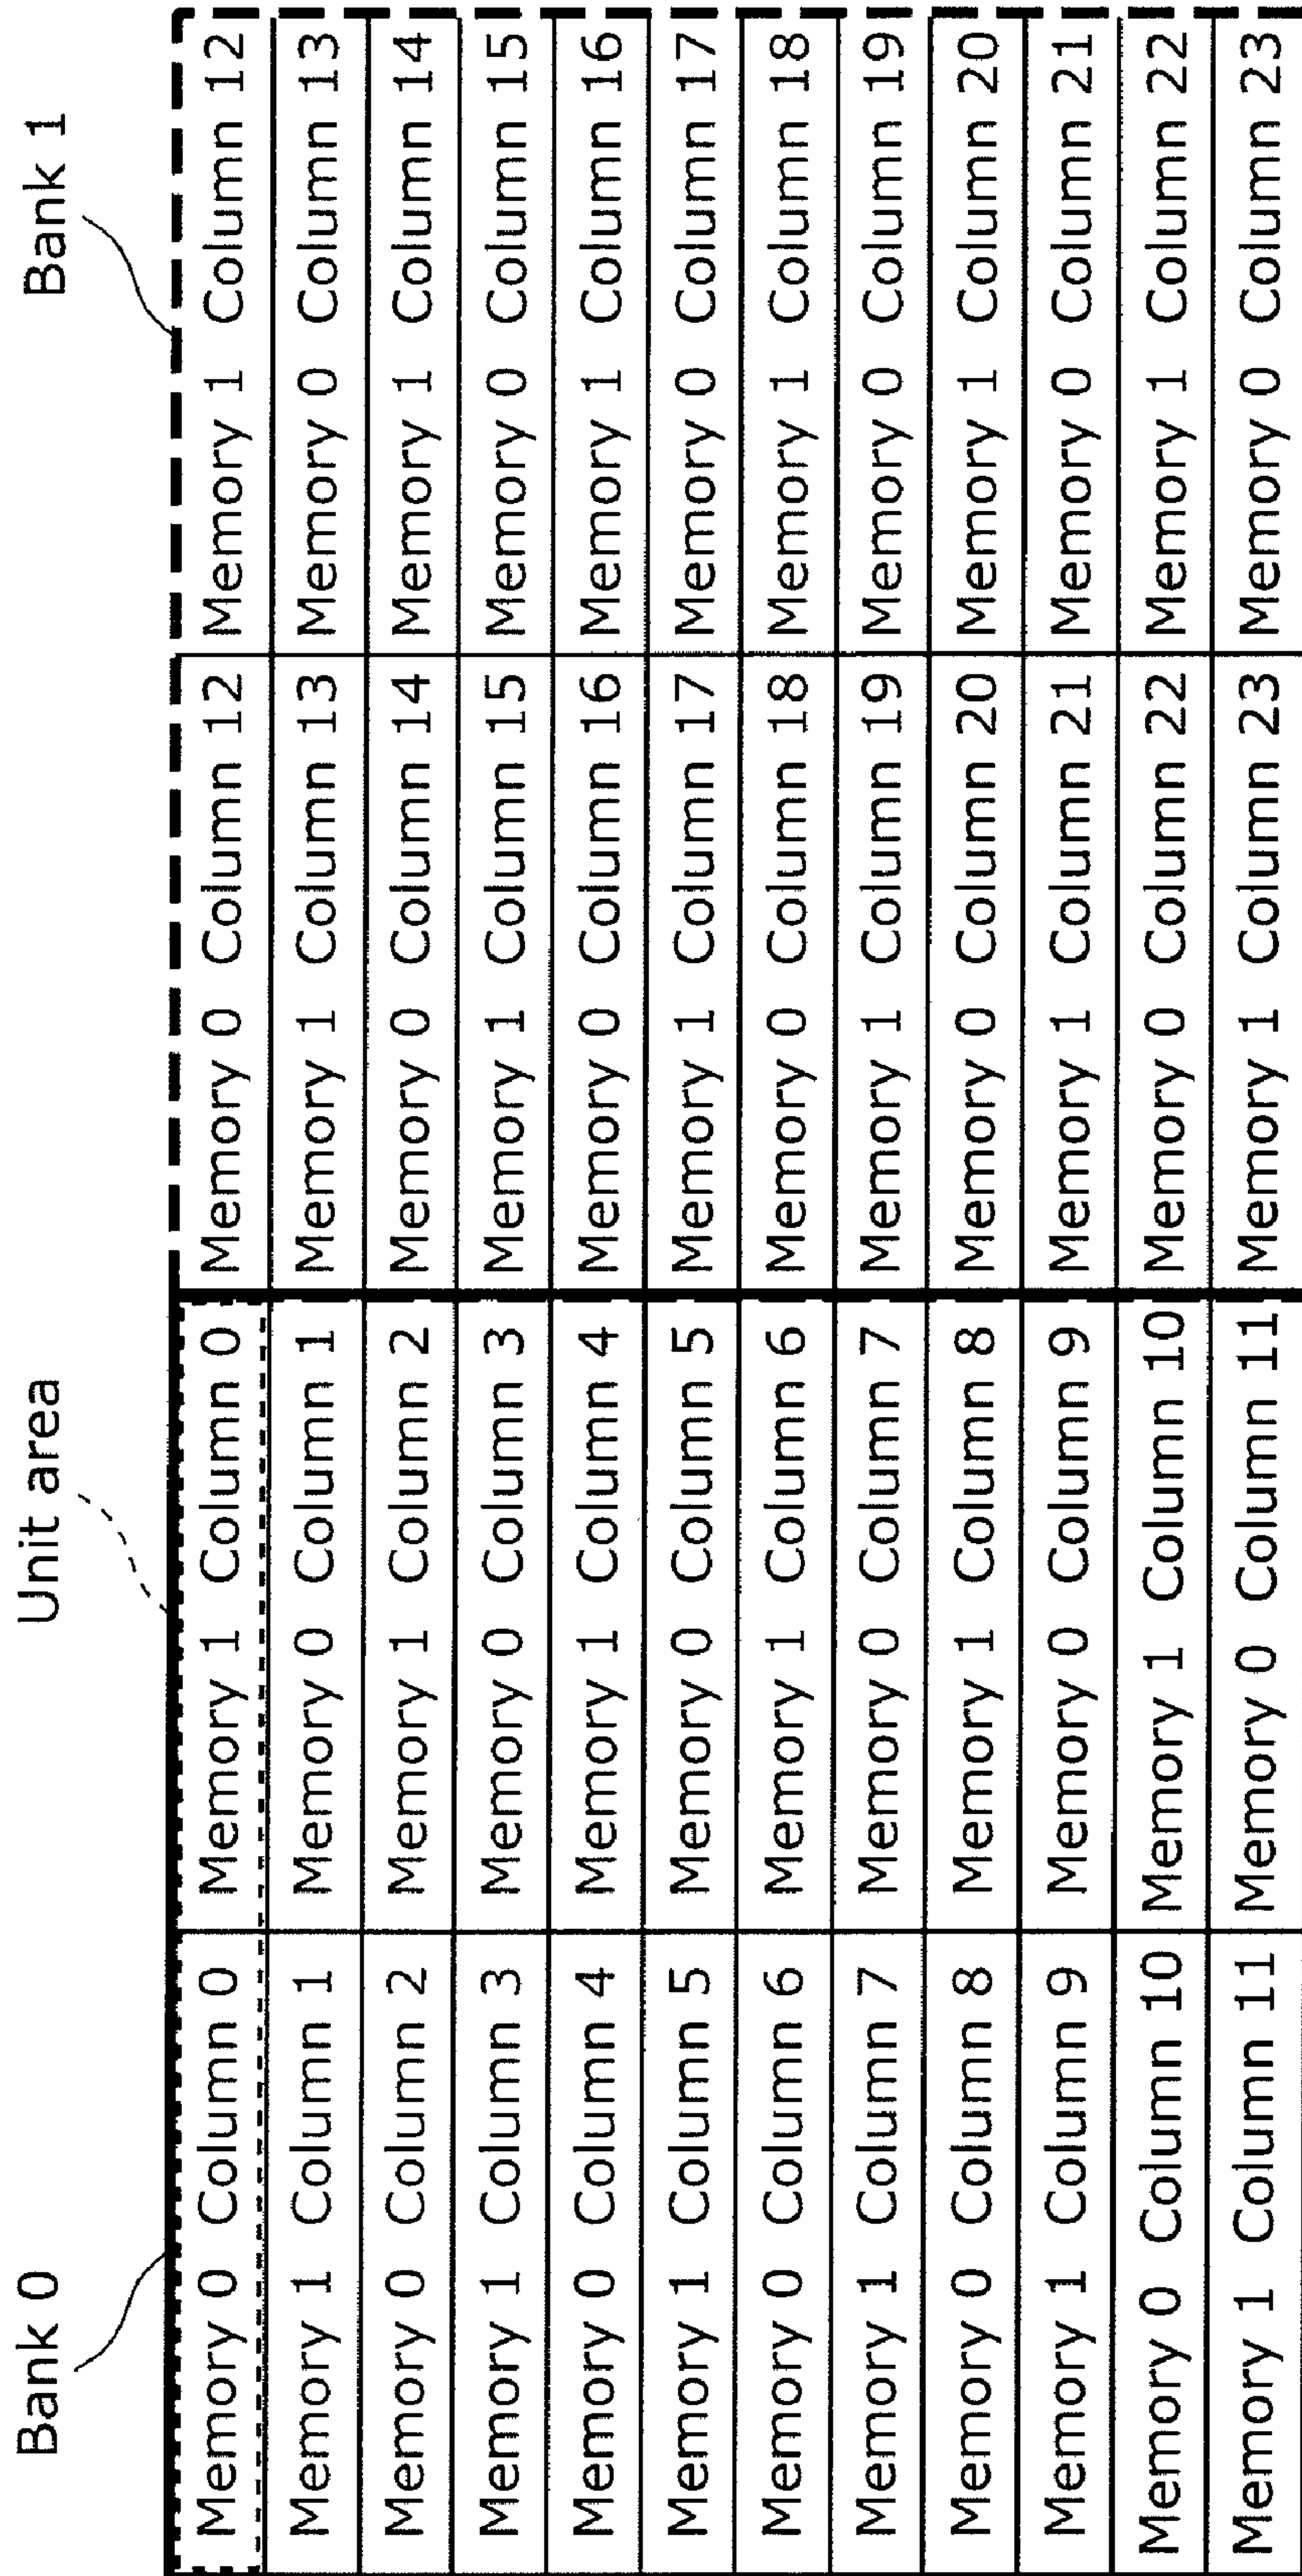 Bank 0 Unit area Bank 1
Memory 0 Column 0 Memory 1 Column 0 Memory 0 Column 12 Memory 1 Column 12
Memory 1 Column 1 Memory 0 Column 1 Memory 1 Column 13 Memory 0 Column 13
Memory 0 Column 2 Memory 1 Column 2 Memory 0 Column 14 Memory 1 Column 14
Memory 1 Column 3 Memory 0 Column 3 Memory 1 Column 15 Memory 0 Column 15
Memory 0 Column 4 Memory 1 Column 4 Memory 0 Column 16 Memory 1 Column 16
Memory 1 Column 5 Memory 0 Column 5 Memory 1 Column 17 Memory 0 Column 17
Memory 0 Column 6 Memory 1 Column 6 Memory 0 Column 18 Memory 1 Column 18
Memory 1 Column 7 Memory 0 Column 7 Memory 1 Column 19 Memory 0 Column 19
Memory 0 Column 8 Memory 1 Column 8 Memory 0 Column 20 Memory 1 Column 20
Memory 1 Column 9 Memory 0 Column 9 Memory 1 Column 21 Memory 0 Column 21
Memory 0 Column 10 Memory 1 Column 10 Memory 0 Column 22 Memory 1 Column 22
Memory 1 Column 11 Memory 0 Column 11 Memory 1 Column 23 Memory 0 Column 23